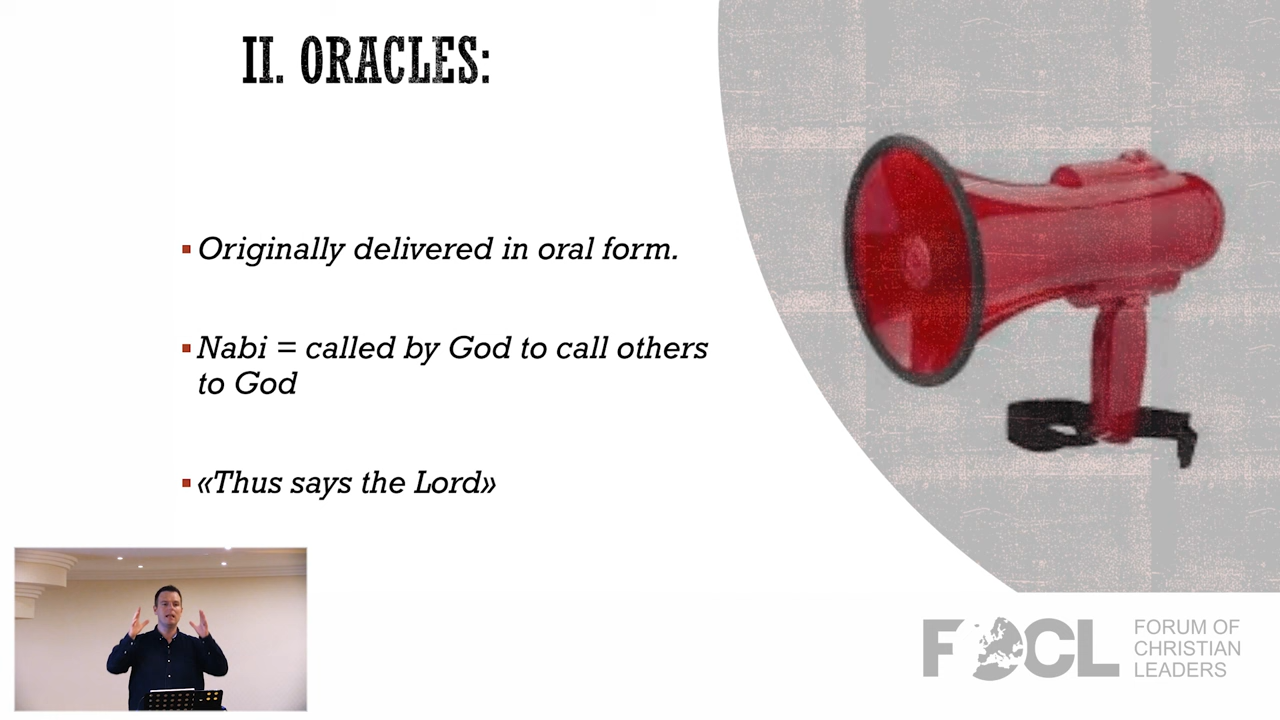 II. ORACLES:
▪ Originally delivered in oral form.
▪ Nabi = called by God to call others
to God
▪ «Thus says the Lord»
FOCL
FORUM OF
CHRISTIAN
LEADERS